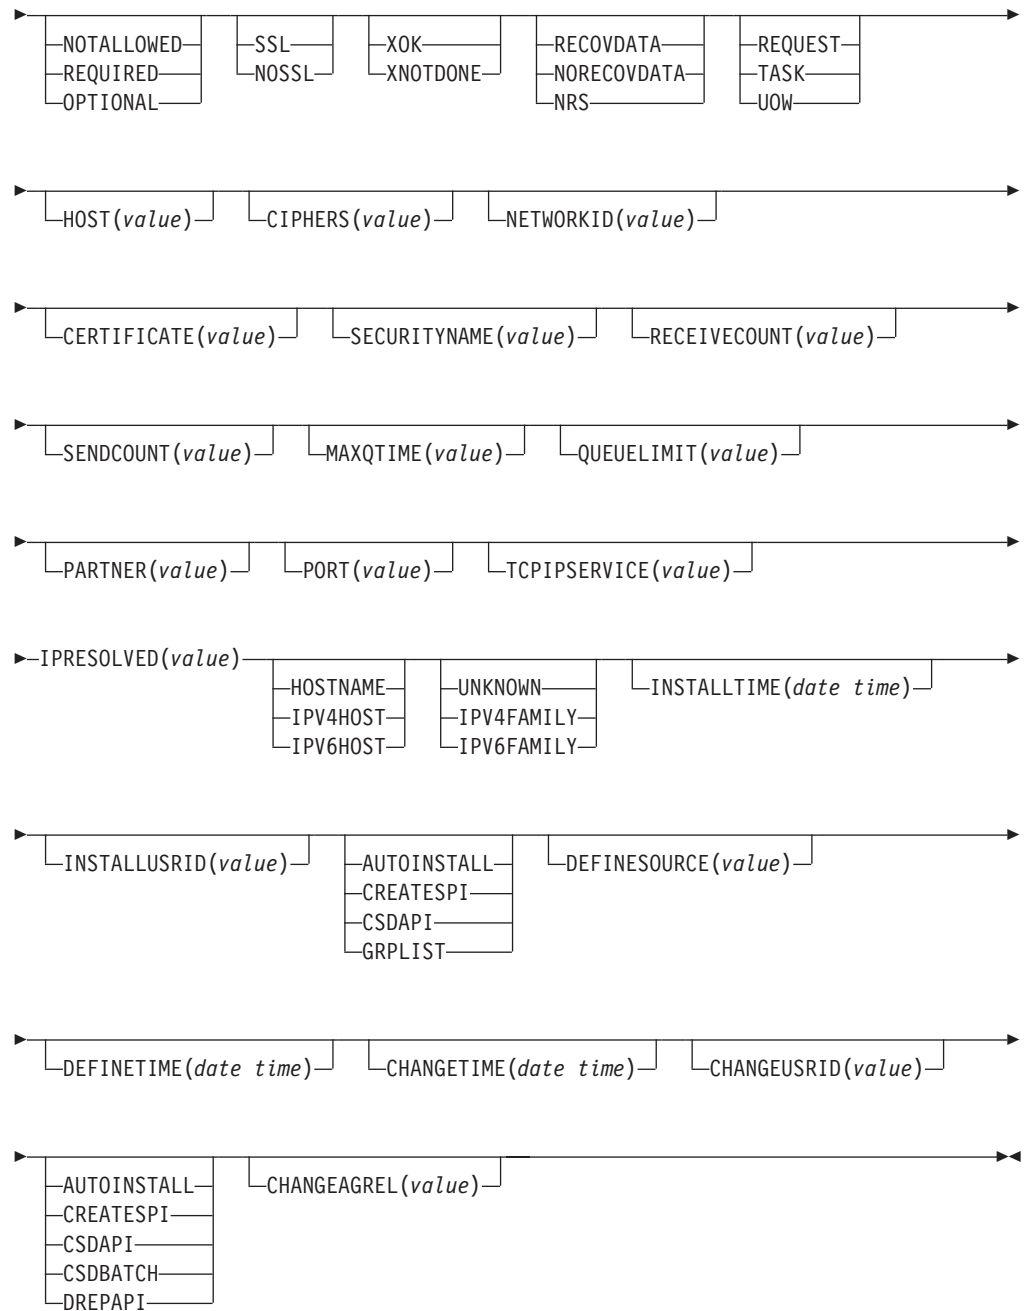 NOTALLOWED SSL XOK RECOVDATA REQUEST
REQUIRED NOSSL XNOTDONE NORECOVDATA TASK
OPTIONAL NRS UOW
HOST(value) CIPHERS(value) NETWORKID(value)
CERTIFICATE(value) SECURITYNAME(value) RECEIVECOUNT(value)
SENDCOUNT(value) MAXQTIME(value) QUEUELIMIT(value)
PARTNER(value) PORT(value) TCPIPSERVICE(value)
IPRESOLVED(value)
HOSTNAME UNKNOWN INSTALLTIME(date time)
IPV4HOST IPV4FAMILY
IPV6HOST IPV6FAMILY
INSTALLUSRID(value) AUTOINSTALL DEFINESOURCE(value)
CREATESPI
CSDAPI
GRPLIST
DEFINETIME(date time) CHANGETIME(date time) CHANGEUSRID(value)
AUTOINSTALL CHANGEAGREL(value)
CREATESPI
CSDAPI
CSDBATCH
DREPAPI